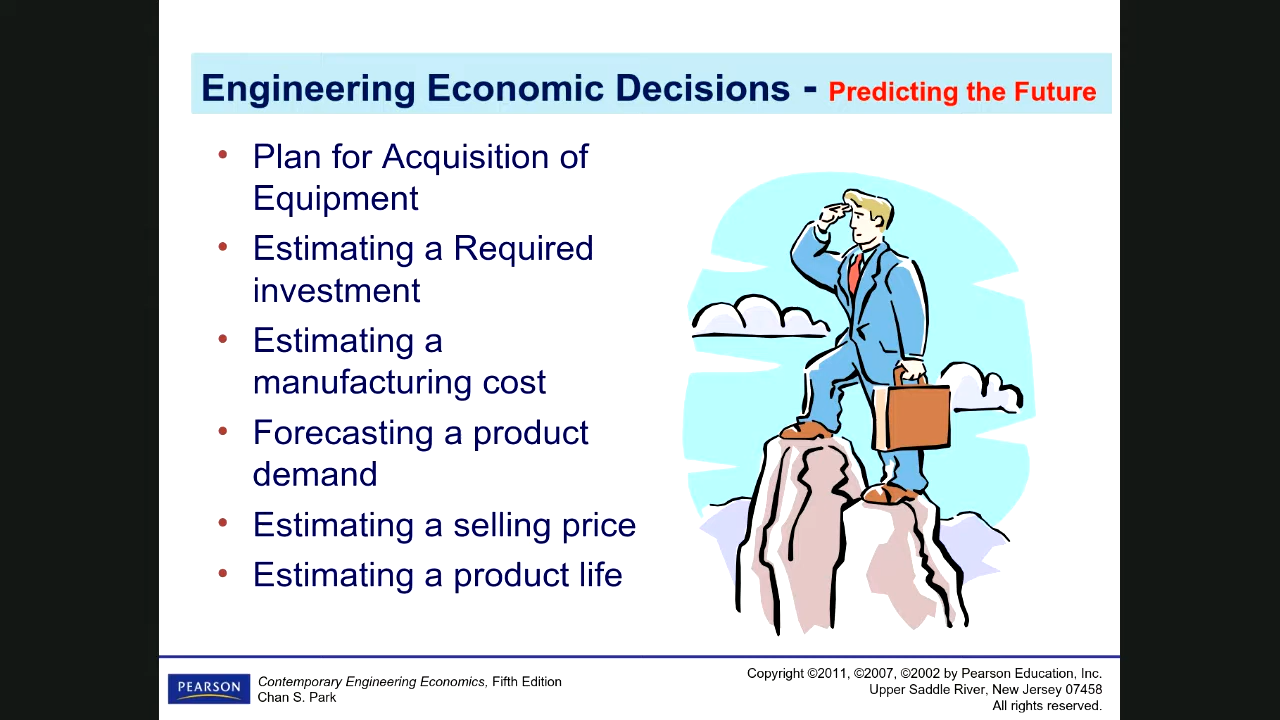 Engineering Economic Decisions - Predicting the Future
• Plan for Acquisition of
Equipment
• Estimating a Required
investment
• Estimating a
manufacturing cost
• Forecasting a product
demand
• Estimating a selling price
• Estimating a product life
PEARSON
Contemporary Engineering Economics, Fifth Edition
Chan S. Park
Copyright ©2011, ©2007, ©2002 by Pearson Education, Inc.
Upper Saddle River, New Jersey 07458
All rights reserved.